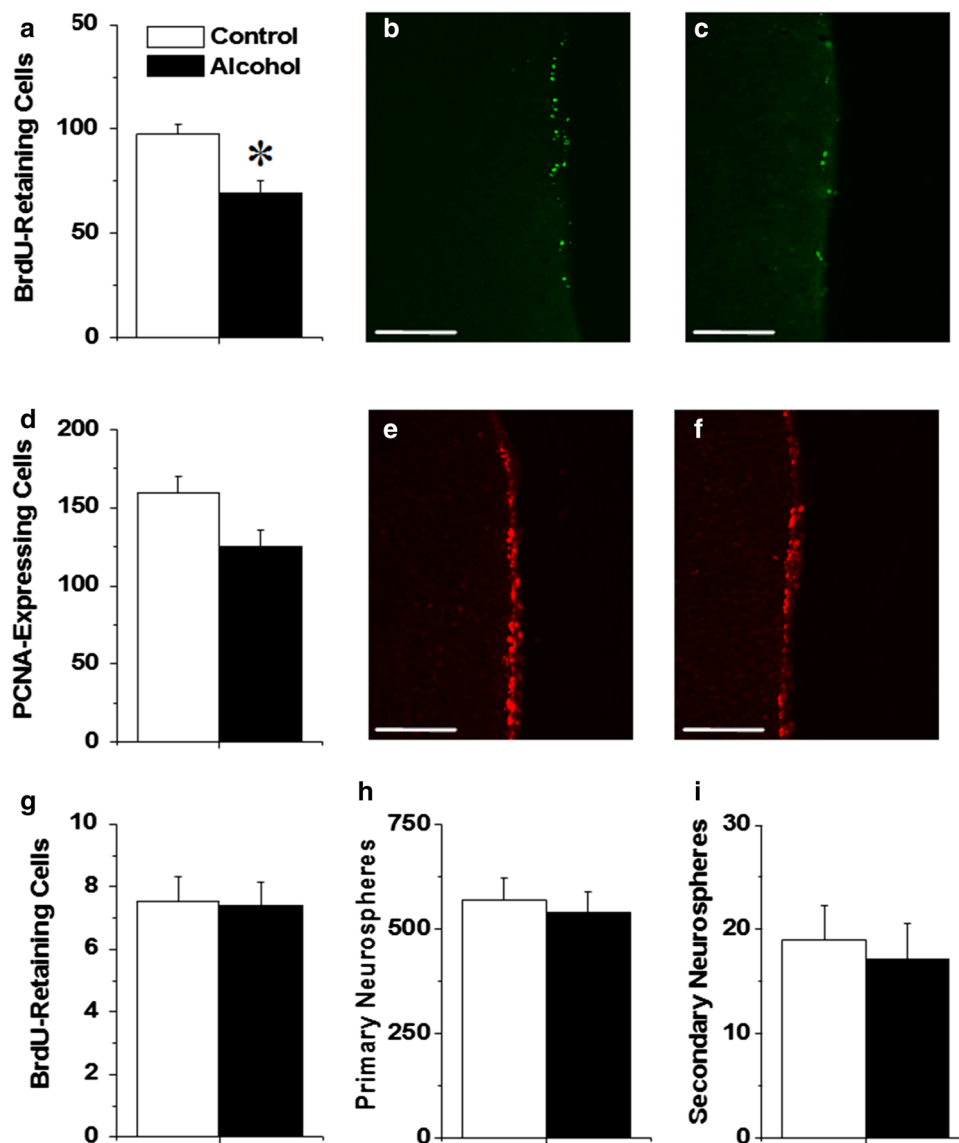 a
50
100
50
0
BrdU-Retaining Cells
Control
Alcohol
*
b
c
d
200
150
100
50
0
PCNA-Expressing Cells
e
f
g
10
8
6
4
2
0
BrdU-Retaining Cells
h
750
500
250
0
Primary Neurospheres
i
30
20
10
0
Secondary Neurospheres